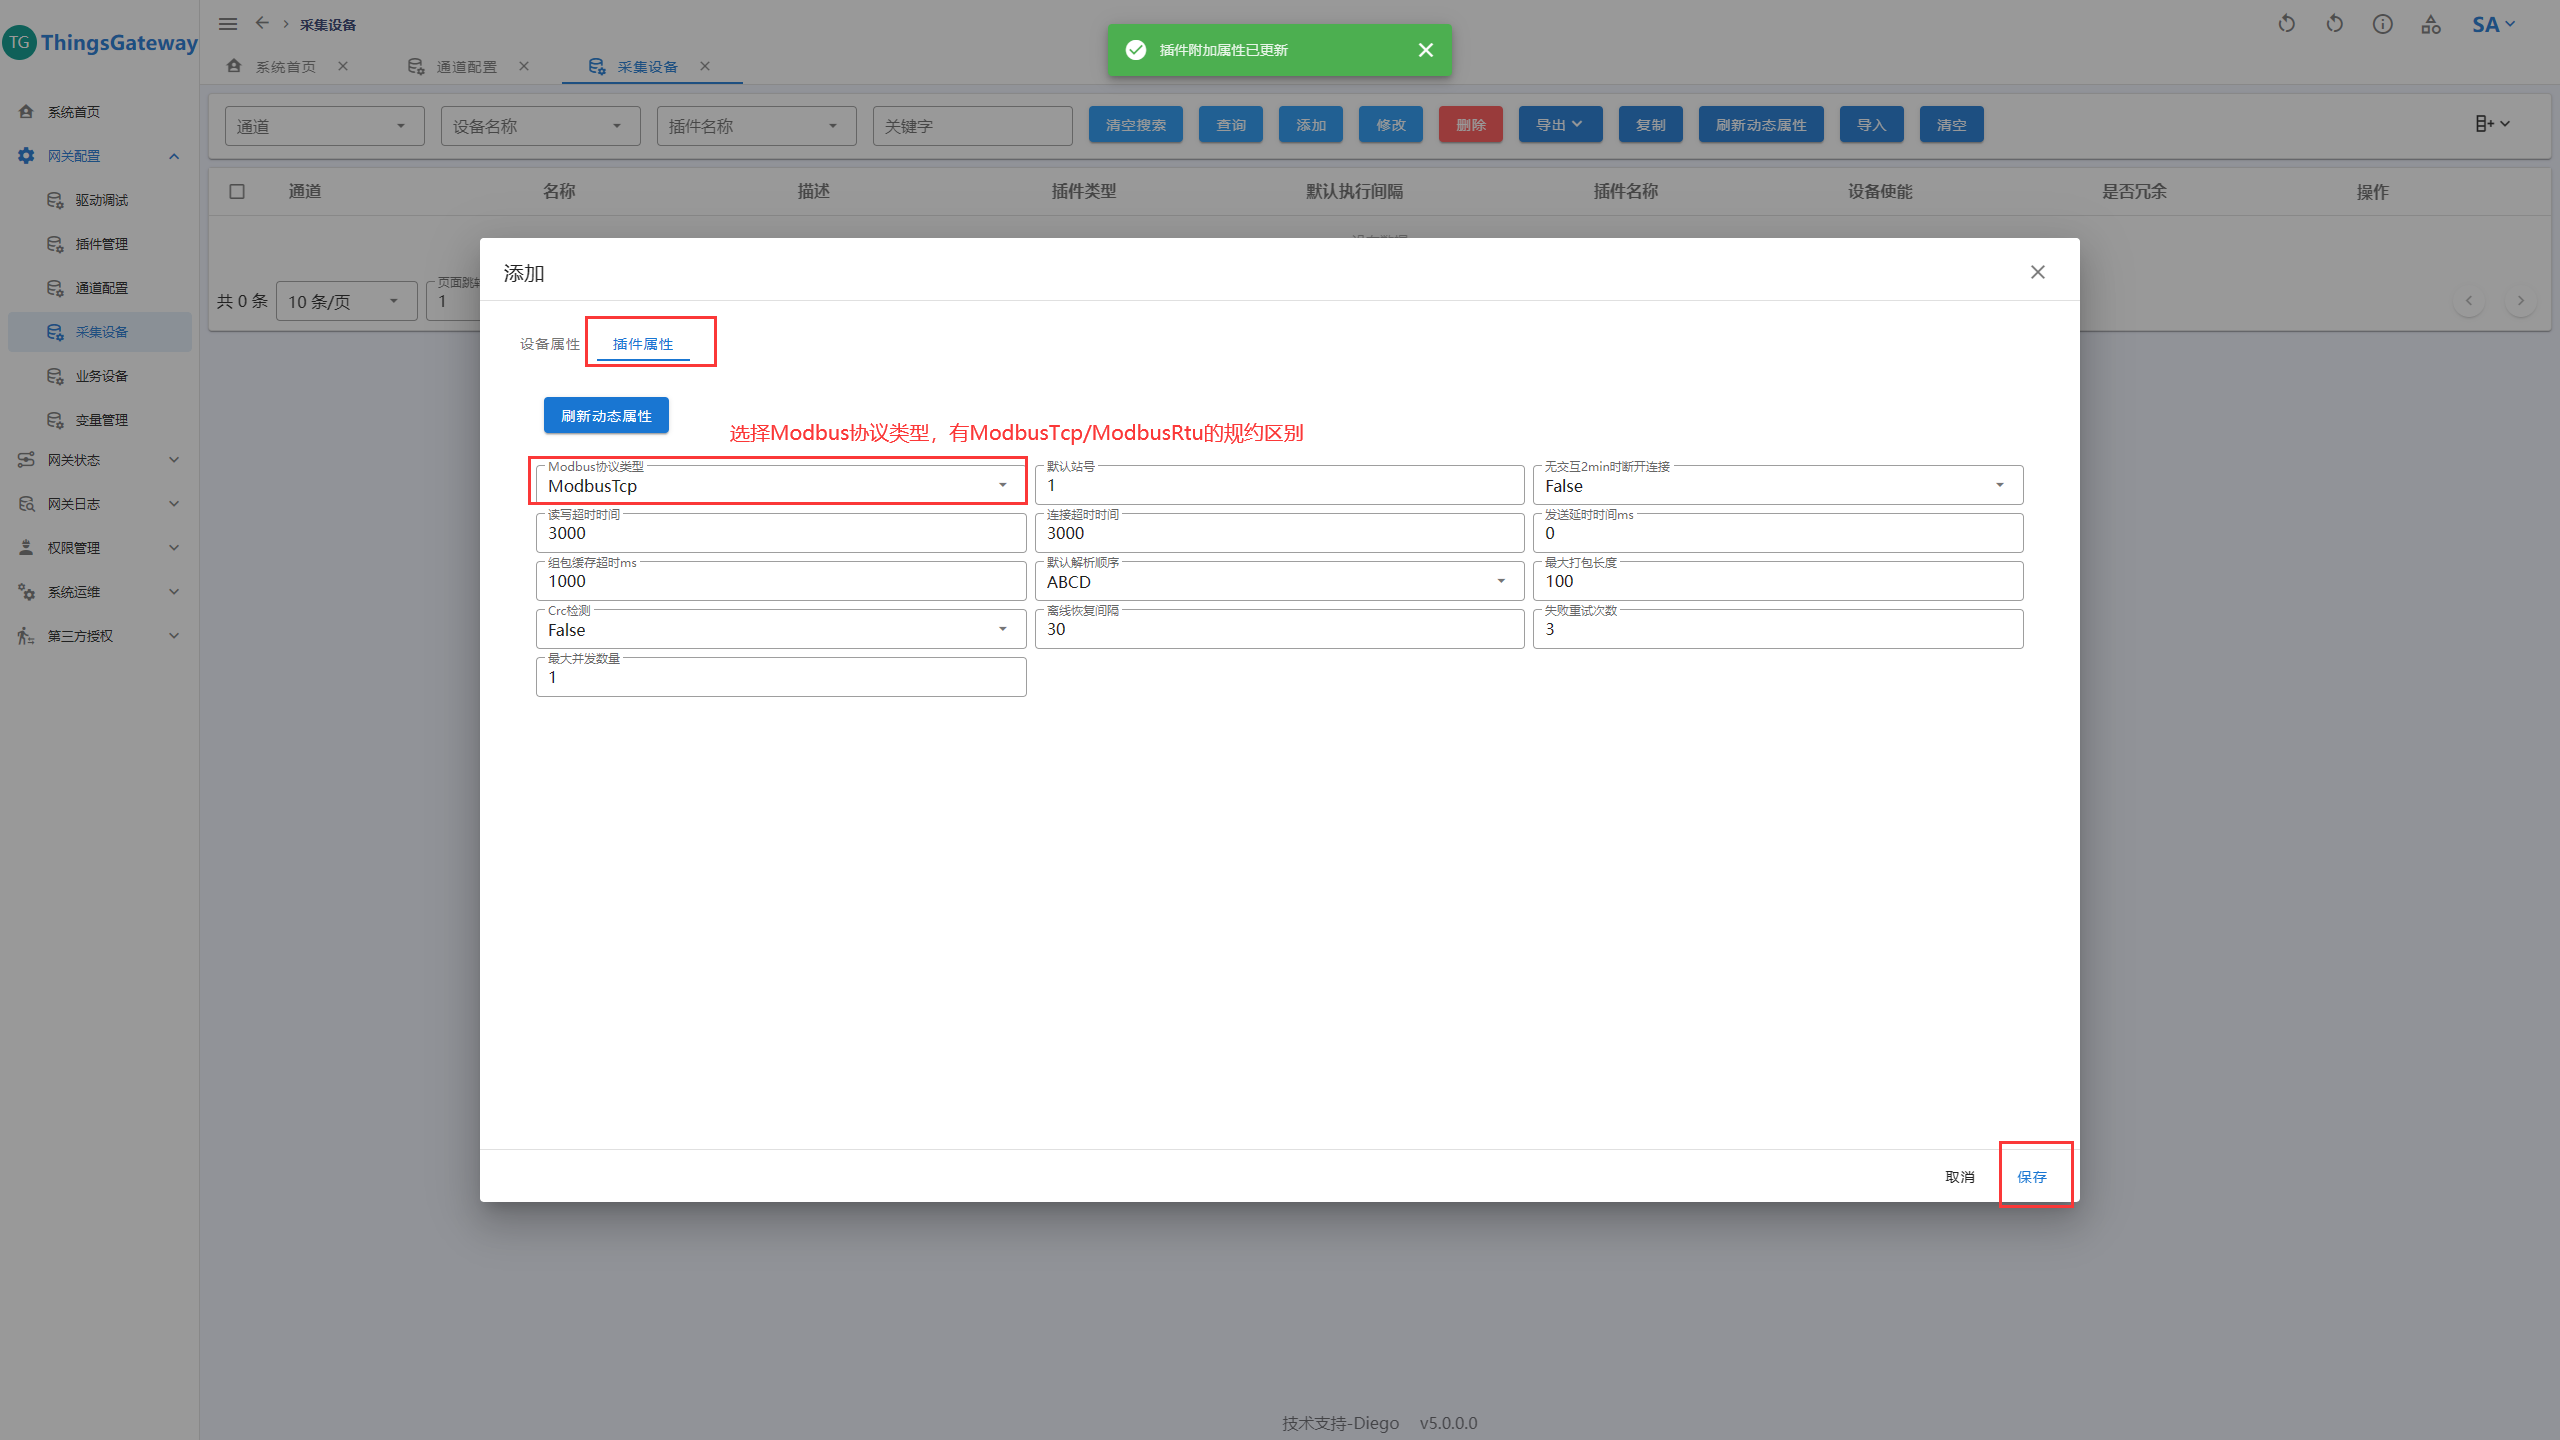 TG ThingsGateway
采集设备
插件附加属性已更新
SA
系统首页
通道配置
采集设备
系统首页
网关配置
驱动调试
插件管理
通道配置
采集设备
业务设备
变量管理
网关状态
网关日志
权限管理
系统运维
第三方授权
通道 设备名称 插件名称 关键字 清空搜索 查询 添加 修改 删除 导出 复制 刷新动态属性 导入 清空
通道 名称 描述 插件类型 默认执行间隔 插件名称 设备使能 是否冗余 操作
共 0 条 10 条/页
1
添加
设备属性 插件属性
刷新动态属性
选择Modbus协议类型，有ModbusTcp/ModbusRtu的规约区别
Modbus协议类型 默认站号 无交互2min时断开连接
ModbusTcp 1 False
读写超时时间 连接超时时间 发送延时时间ms
3000 3000 0
组包缓存超时ms 默认解析顺序 最大打包长度
1000 ABCD 100
Crc检测 离线恢复间隔 失败重试次数
False 30 3
最大并发数量
1
取消 保存
技术支持-Diego v5.0.0.0